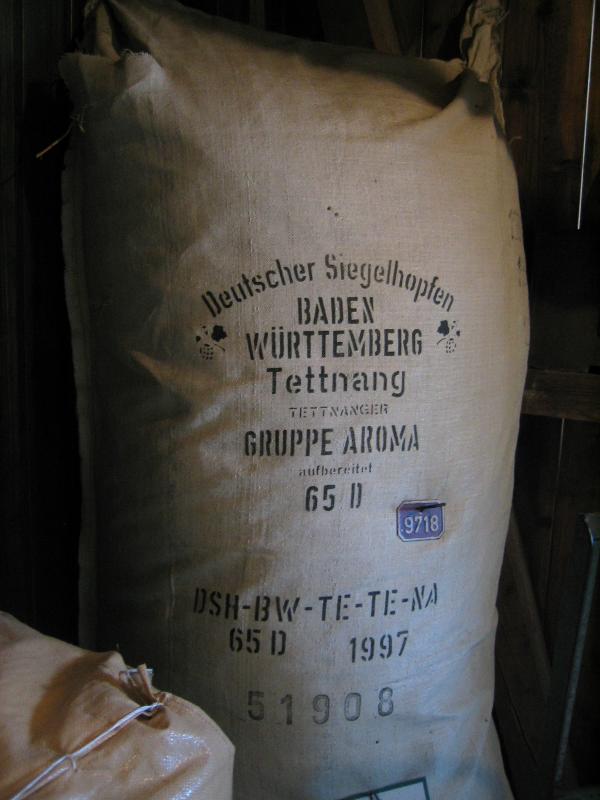 Deutscher Siegelhopfen
BADEN
WÜRTTEMBERG
Tettnang
TETTNANGER
GRUPPE AROMA
aufbereitet
65 D
9718
DSH-BW-TE-TE-NA
65 D 1997
51908